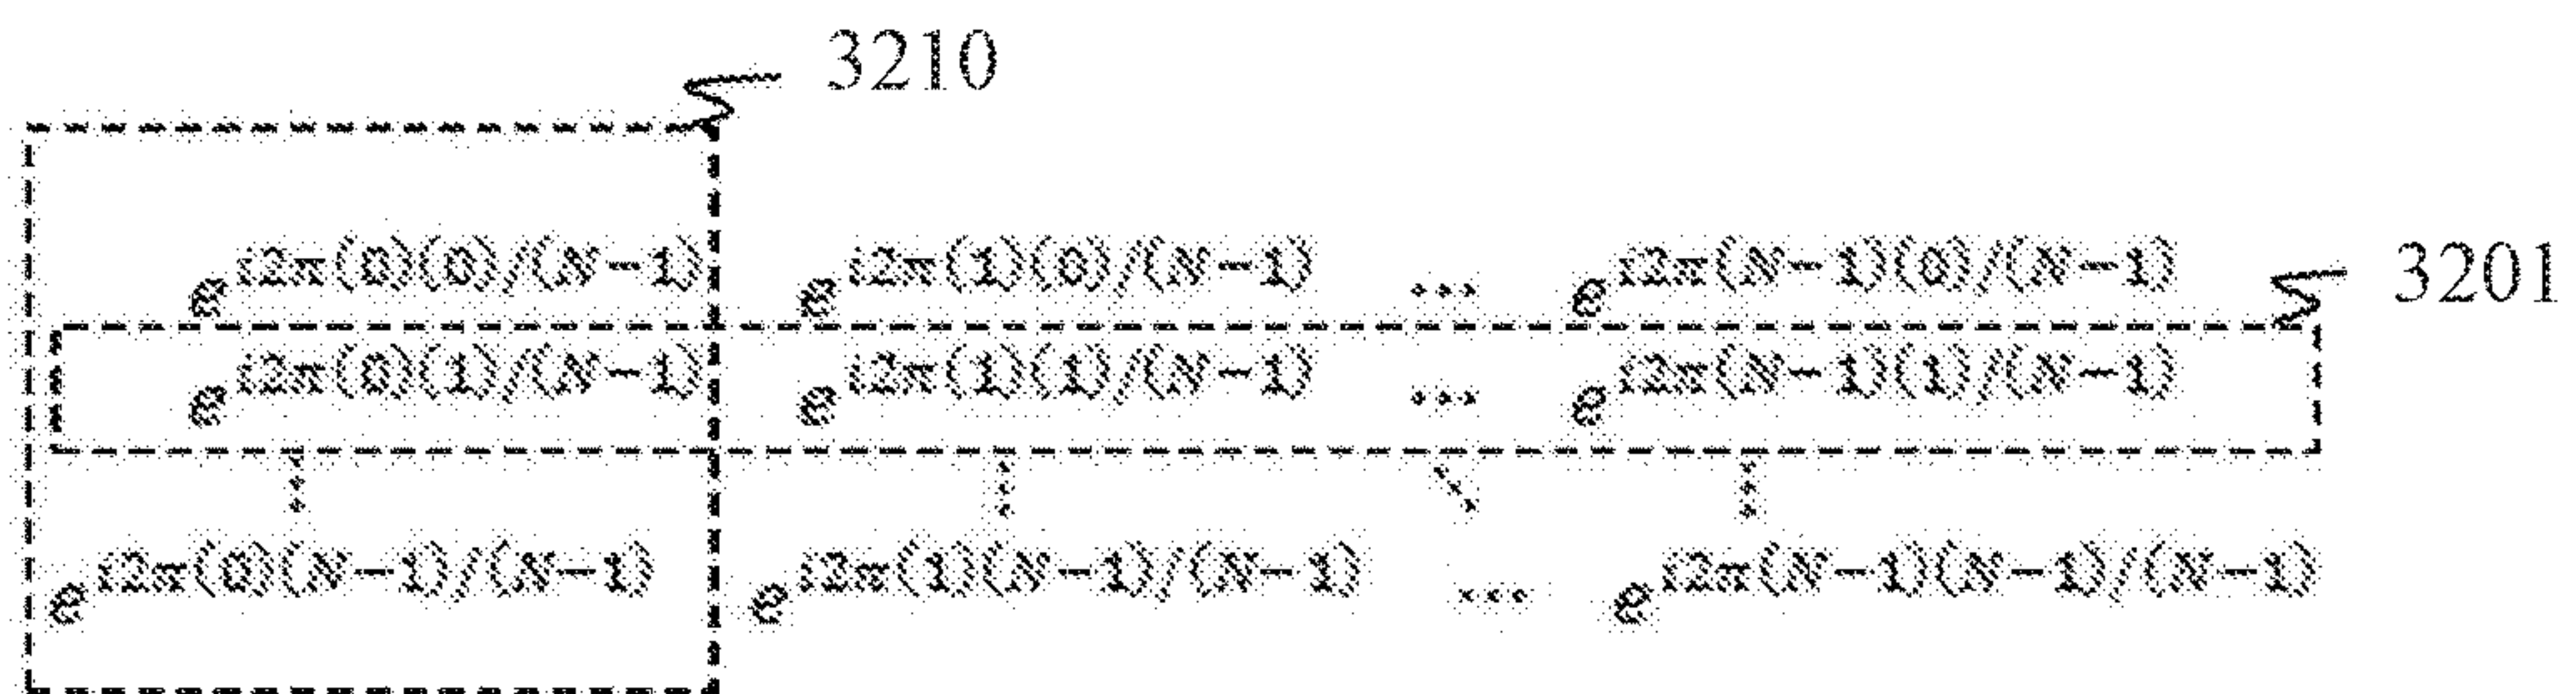 3210
e^{i2π(0)(0)/(N−1)} e^{i2π(1)(0)/(N−1)} ... e^{i2π(N−1)(0)/(N−1)}
3201
e^{i2π(0)(1)/(N−1)} e^{i2π(1)(1)/(N−1)} ... e^{i2π(N−1)(1)/(N−1)}
⋮ ⋮ ⋱ ⋮
e^{i2π(0)(N−1)/(N−1)} e^{i2π(1)(N−1)/(N−1)} ... e^{i2π(N−1)(N−1)/(N−1)}